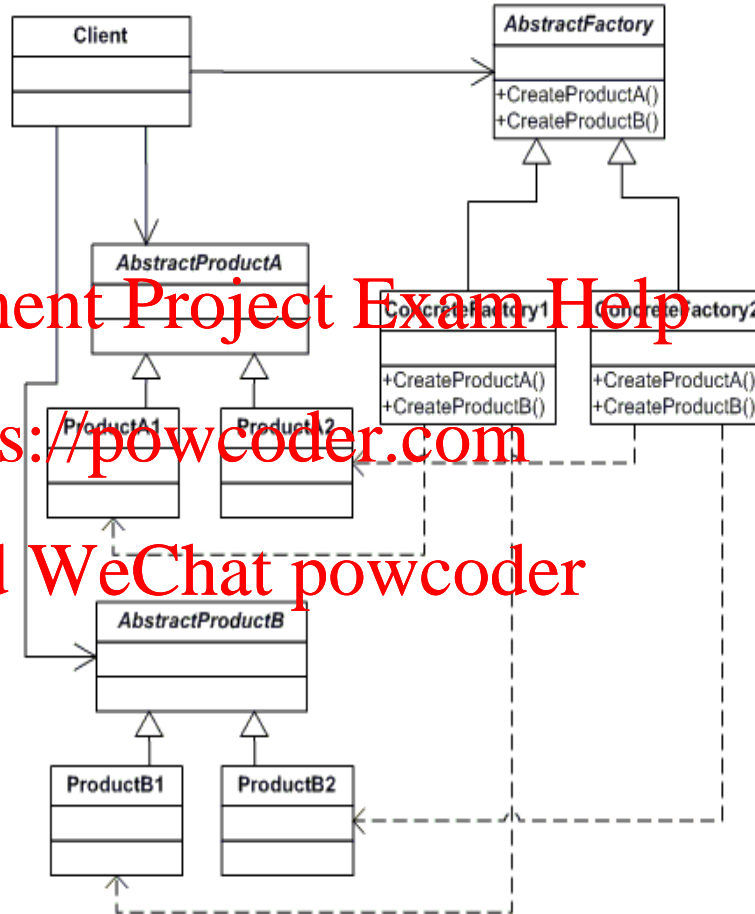 Client
AbstractFactory
+CreateProductA()
+CreateProductB()
AbstractProductA
Project Exam Help
ConcreteFactory1
ConcreteFactory2
+CreateProductA()
+CreateProductB()
+CreateProductA()
+CreateProductB()
ProductA1
ProductA2
s://powcoder.com
WeChat powcoder
AbstractProductB
ProductB1
ProductB2